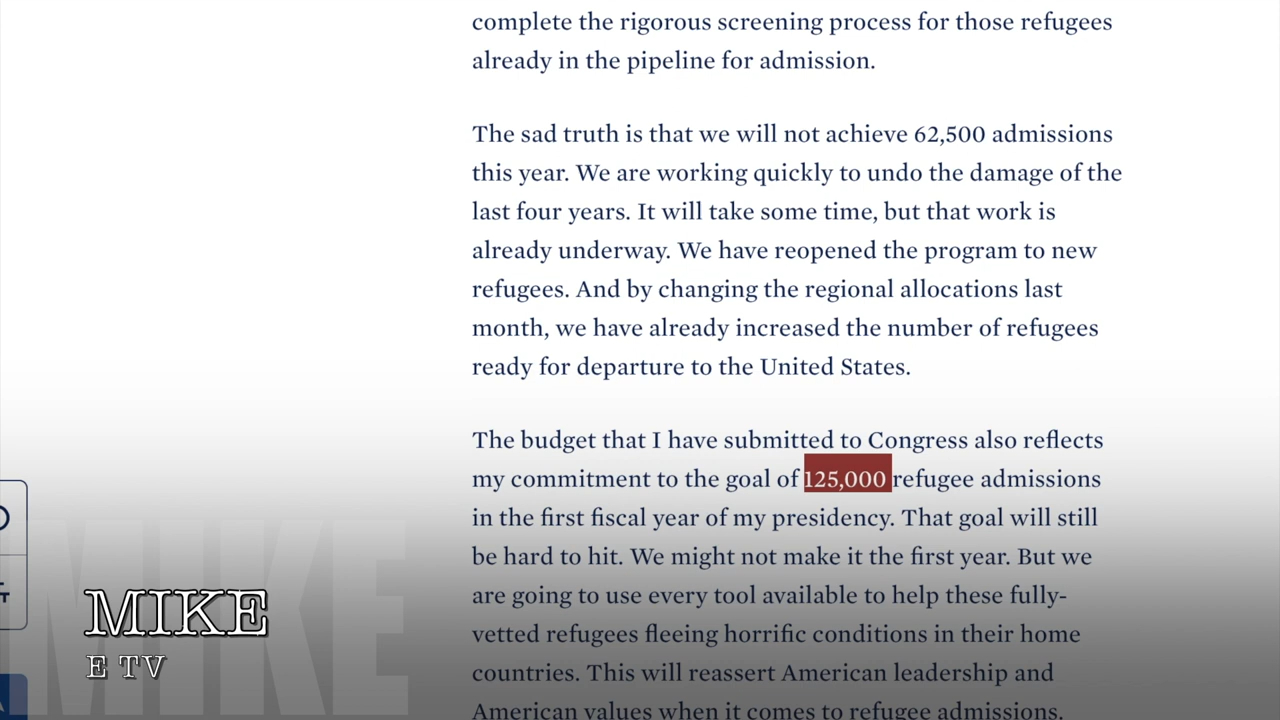 complete the rigorous screening process for those refugees
already in the pipeline for admission.
The sad truth is that we will not achieve 62,500 admissions
this year. We are working quickly to undo the damage of the
last four years. It will take some time, but that work is
already underway. We have reopened the program to new
refugees. And by changing the regional allocations last
month, we have already increased the number of refugees
ready for departure to the United States.
The budget that I have submitted to Congress also reflects
my commitment to the goal of 125,000 refugee admissions
in the first fiscal year of my presidency. That goal will still
be hard to hit. We might not make it the first year. But we
are going to use every tool available to help these fully-
vetted refugees fleeing horrific conditions in their home
countries. This will reassert American leadership and
American values when it comes to refugee admissions.
MIKE
MIKE
E TV